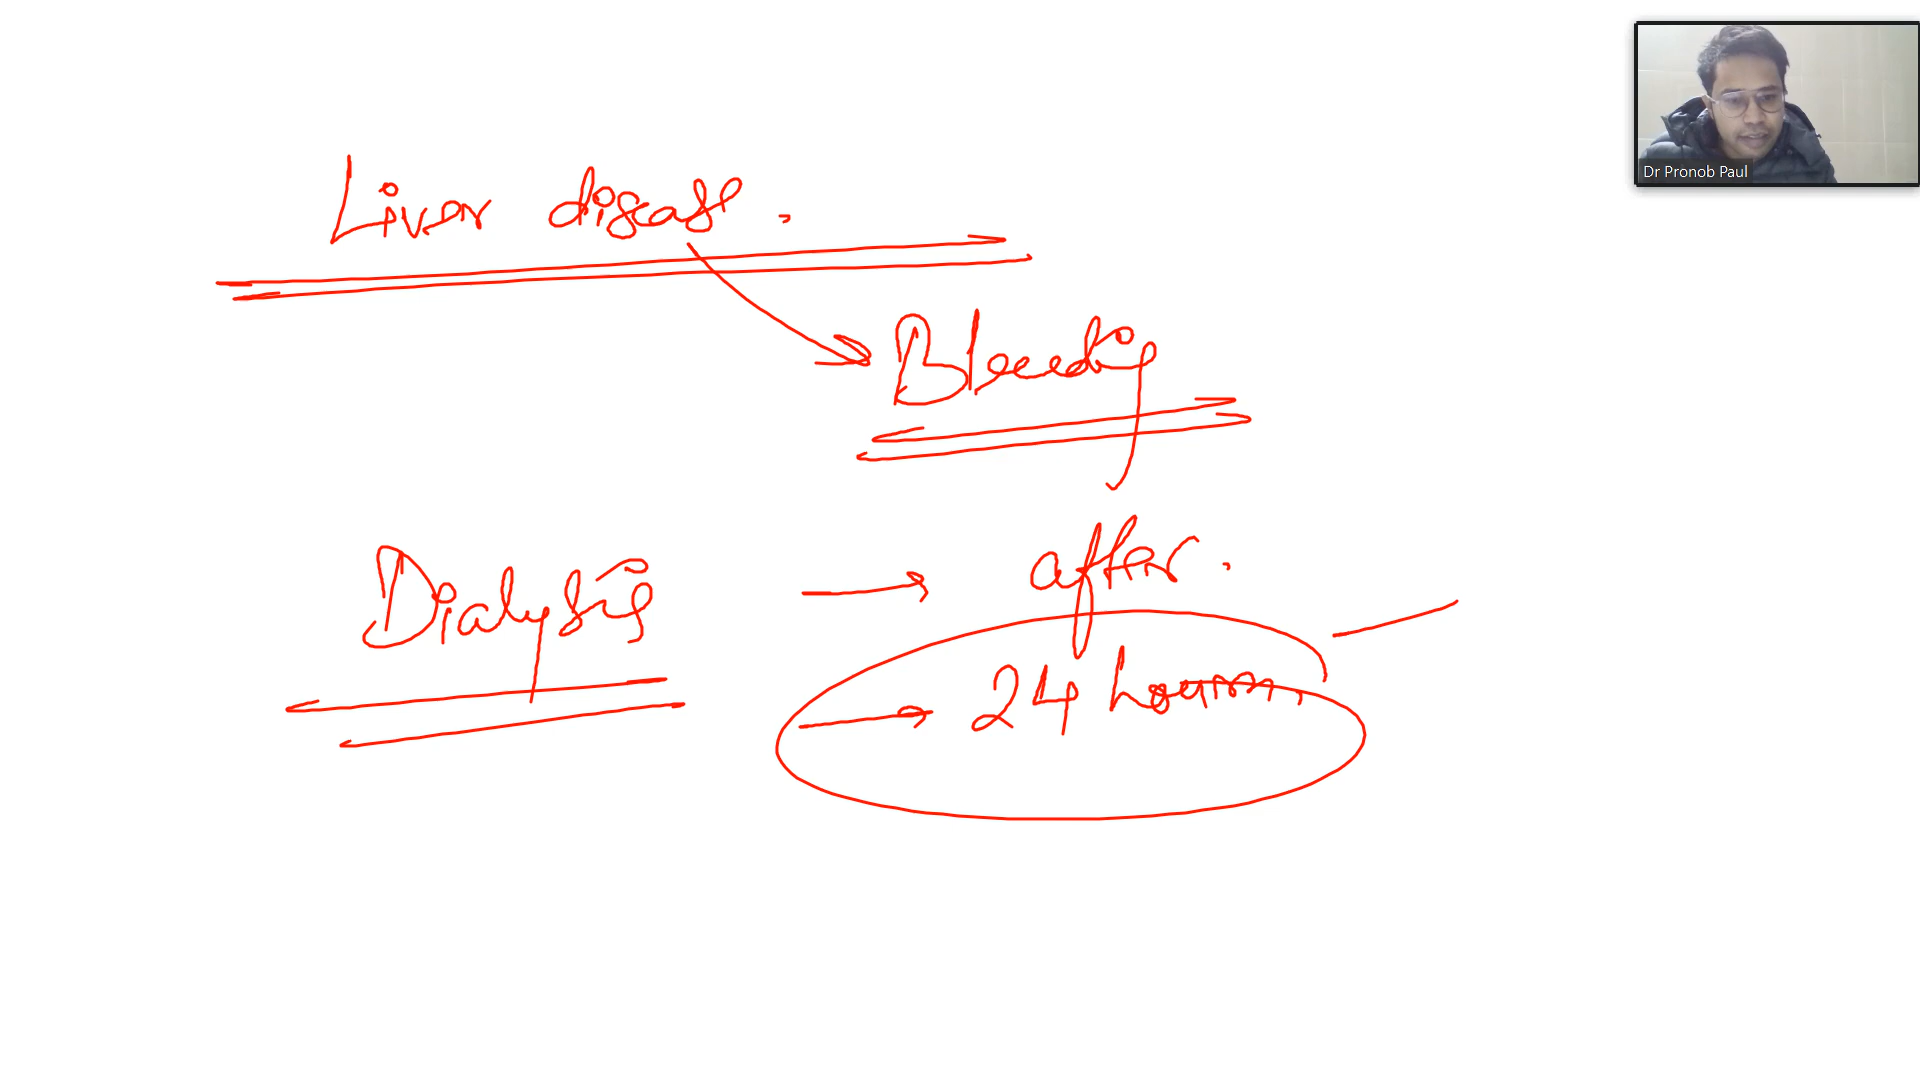 Liver disease.
Bleeding
Dialysis → after.
→ 24 hours.
Dr Pronob Paul